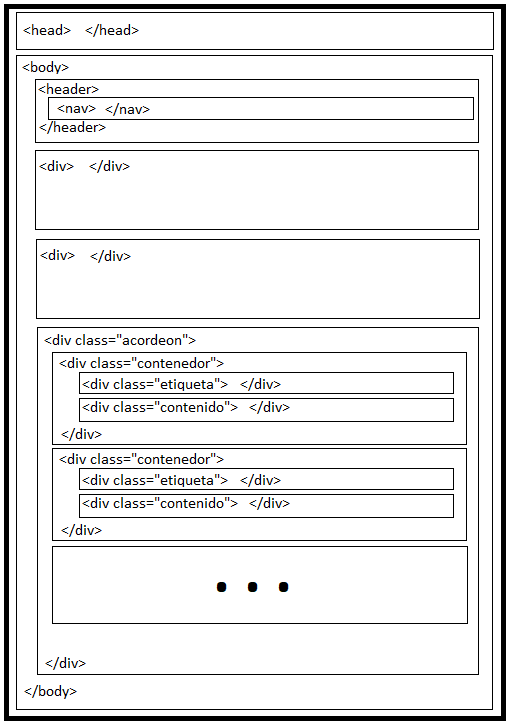 <head> </head>
<body>
<header>
<nav> </nav>
</header>
<div> </div>
<div> </div>
<div class="acordeon">
<div class="contenedor">
<div class="etiqueta"> </div>
<div class="contenido"> </div>
</div>
<div class="contenedor">
<div class="etiqueta"> </div>
<div class="contenido"> </div>
</div>
• • •
</div>
</body>